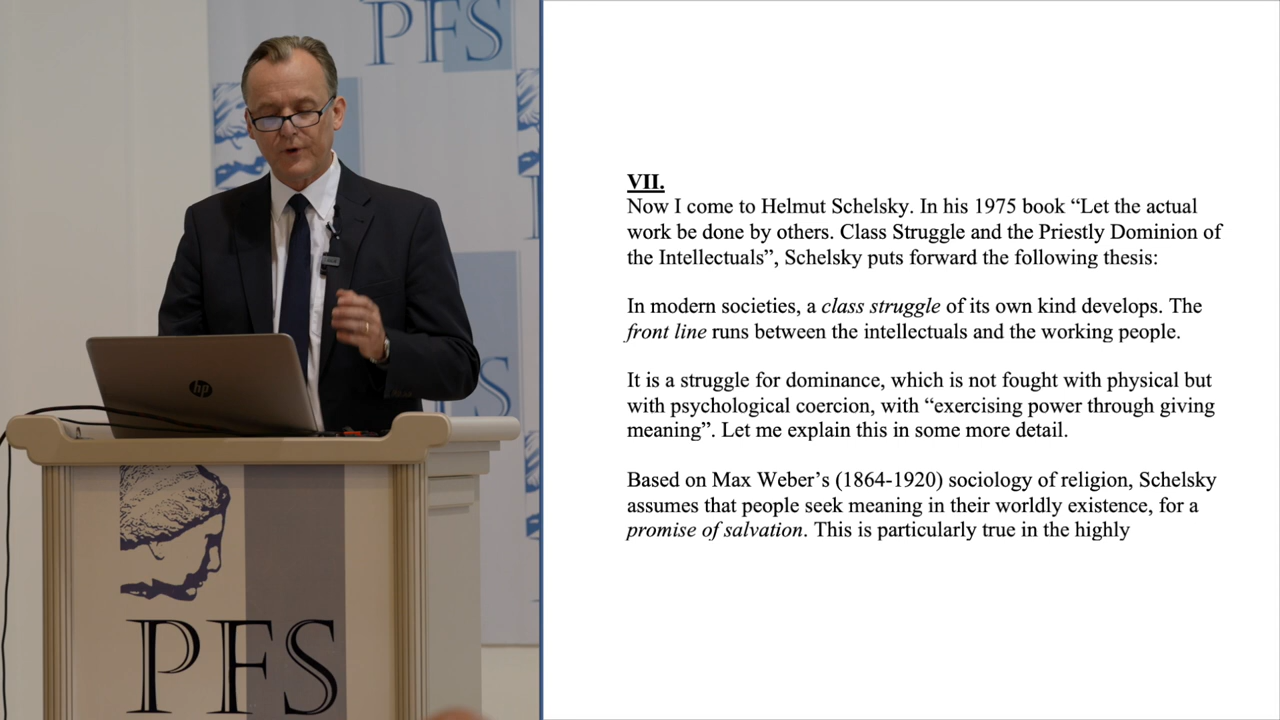 PFS
PFS
PFS
hp
VII.
Now I come to Helmut Schelsky. In his 1975 book “Let the actual
work be done by others. Class Struggle and the Priestly Dominion of
the Intellectuals”, Schelsky puts forward the following thesis:
In modern societies, a class struggle of its own kind develops. The
front line runs between the intellectuals and the working people.
It is a struggle for dominance, which is not fought with physical but
with psychological coercion, with “exercising power through giving
meaning”. Let me explain this in some more detail.
Based on Max Weber’s (1864-1920) sociology of religion, Schelsky
assumes that people seek meaning in their worldly existence, for a
promise of salvation. This is particularly true in the highly